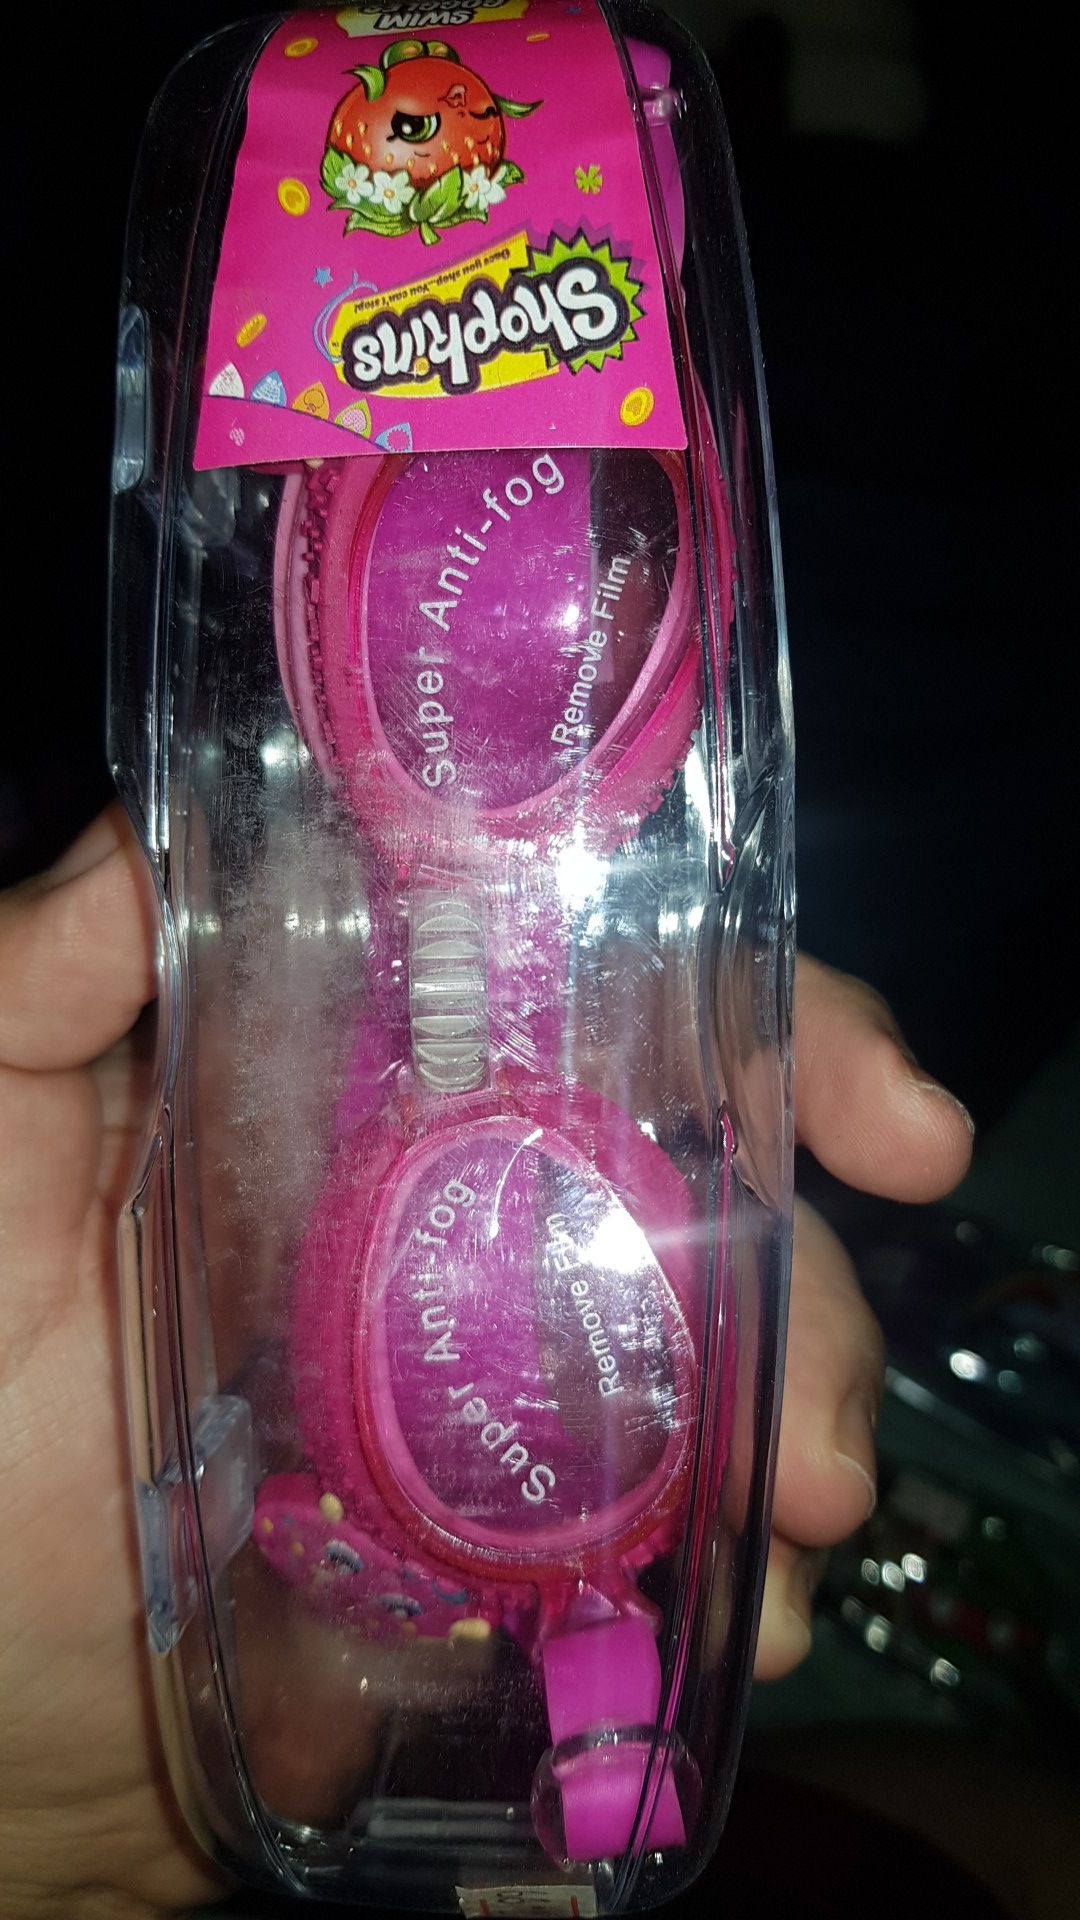 SWIM
GOGGLES
Shopkins
Once you shop...You can't stop!
Super Anti-fog
Remove Film
Super Anti-fog
Remove Film